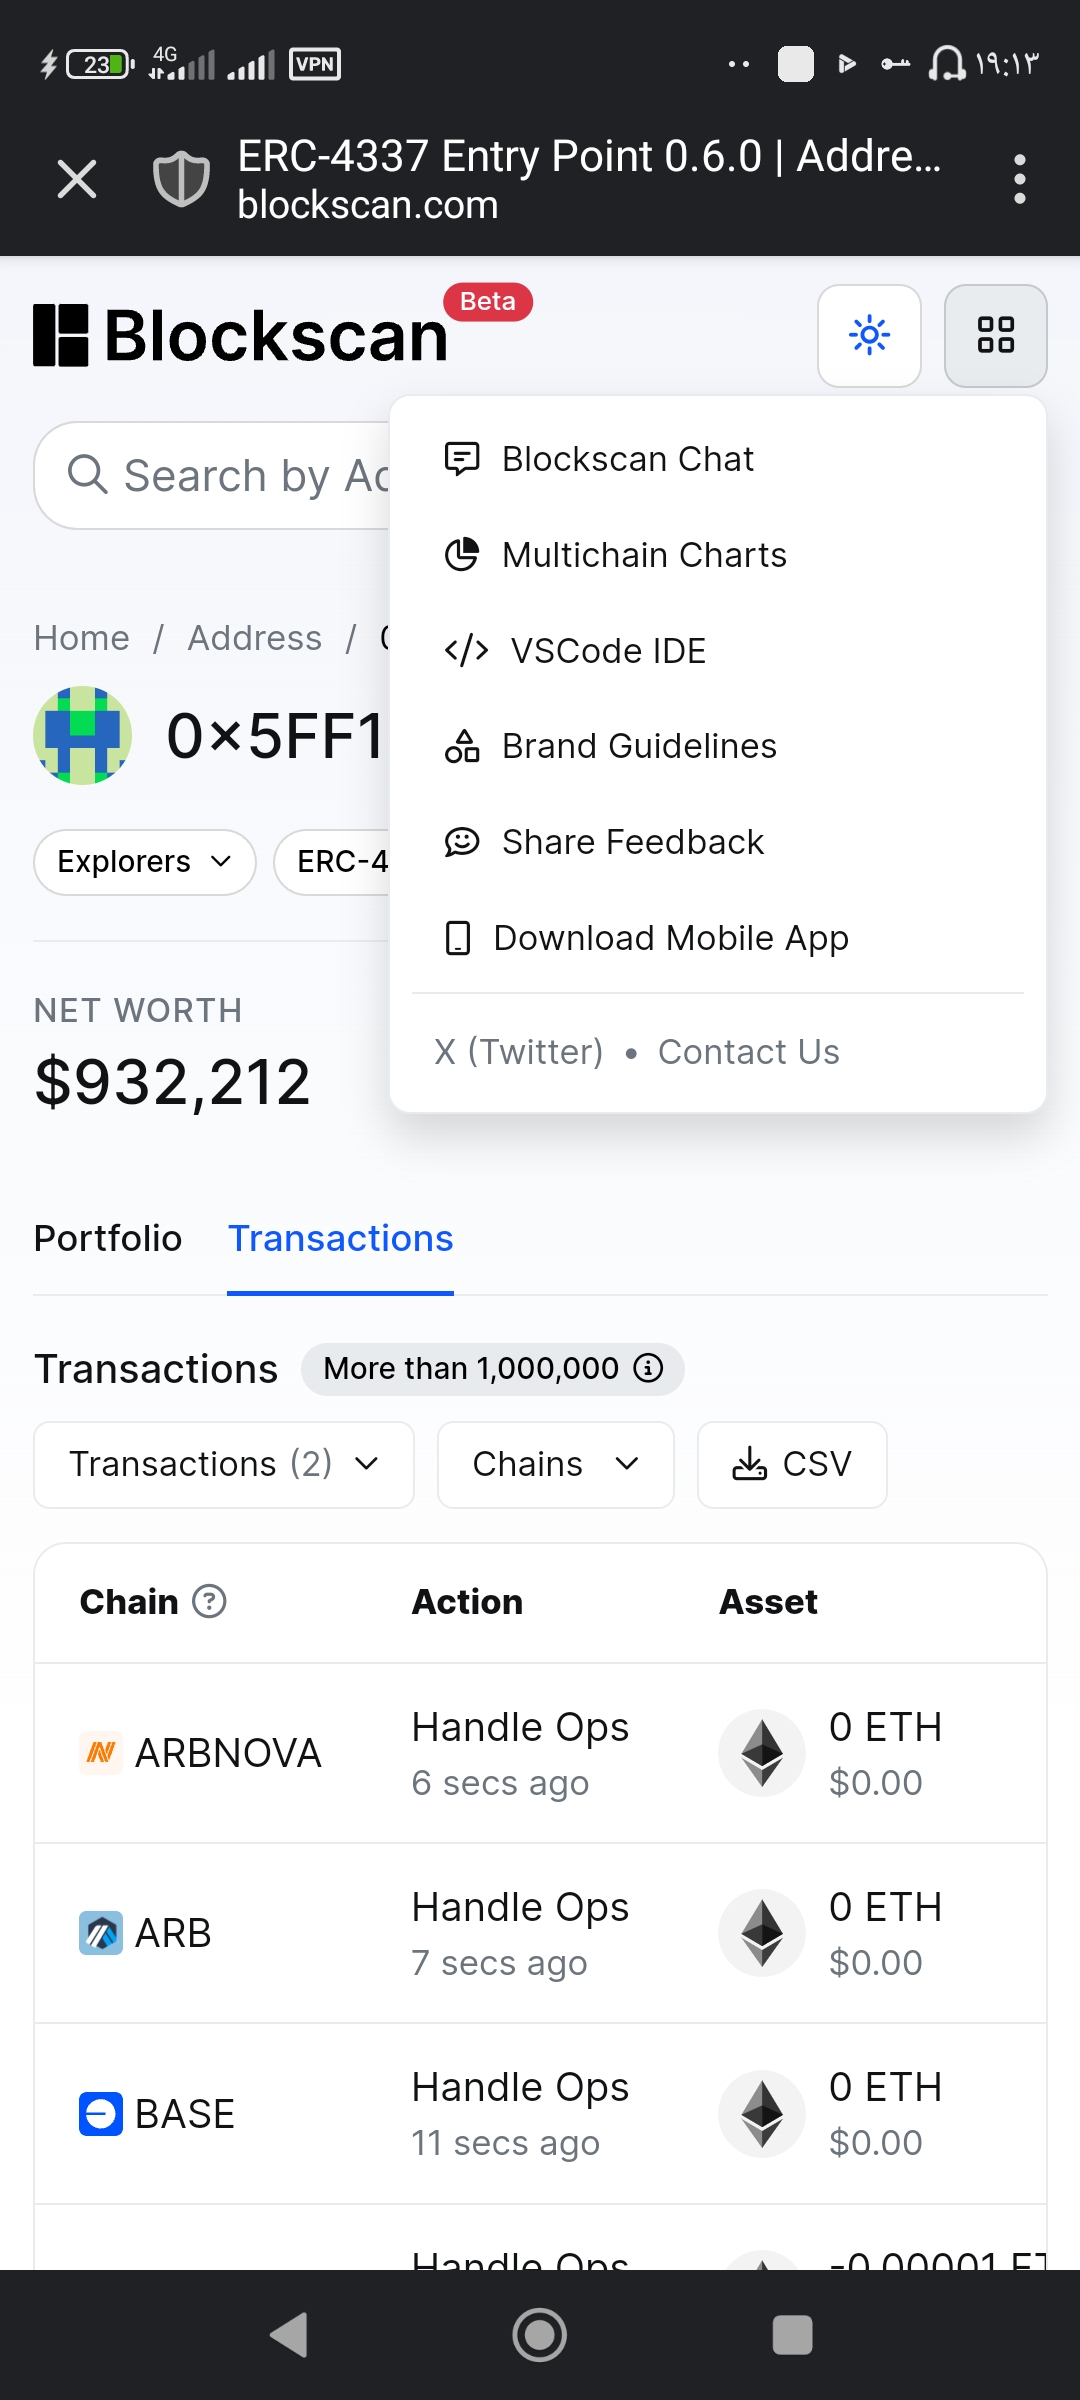 23
4G
VPN
۱۹:۱۳
ERC-4337 Entry Point 0.6.0 | Addre...
blockscan.com
Blockscan
Beta
Search by Ad
Blockscan Chat
Multichain Charts
VSCode IDE
Brand Guidelines
Share Feedback
Download Mobile App
X (Twitter) • Contact Us
Home / Address /
0×5FF1
Explorers
ERC-4
NET WORTH
$932,212
Portfolio
Transactions
Transactions
More than 1,000,000
Transactions (2)
Chains
CSV
Chain
Action
Asset
ARBNOVA
Handle Ops
0 ETH
6 secs ago
$0.00
ARB
Handle Ops
0 ETH
7 secs ago
$0.00
BASE
Handle Ops
0 ETH
11 secs ago
$0.00
Handle Ops
-0.00001 ET